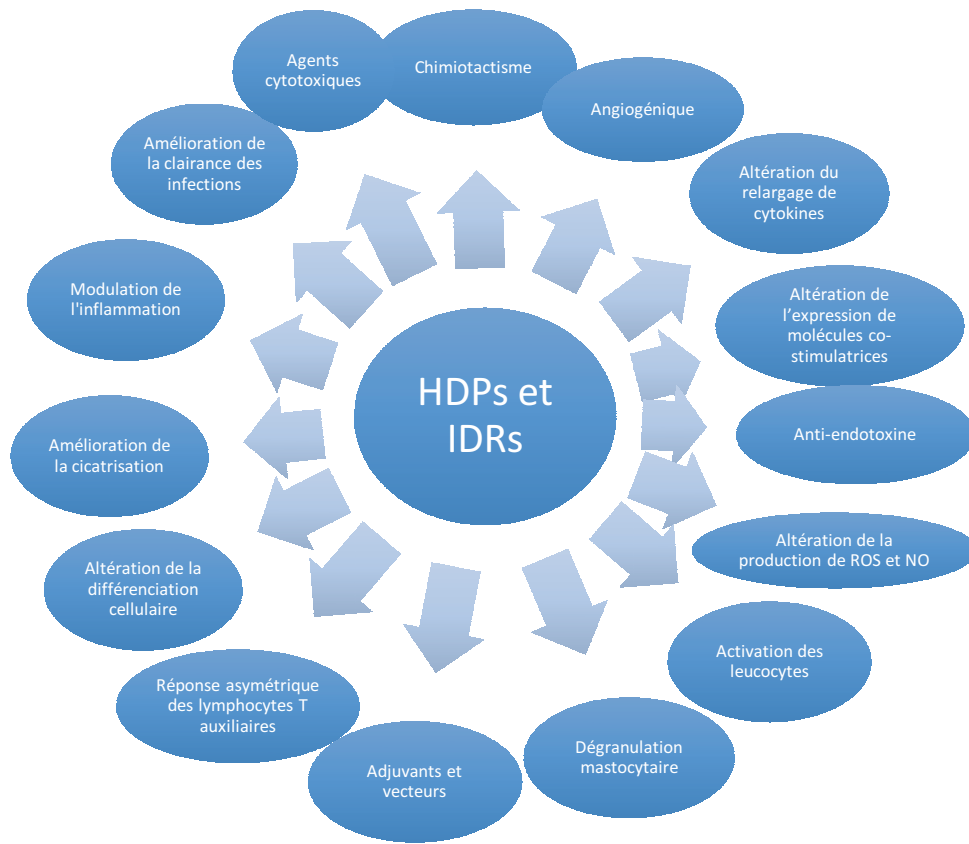 Agents
cytotoxiques
Chimiotactisme
Angiogénique
Altération du
relargage de
cytokines
Altération de
l’expression de
molécules co-
stimulatrices
Anti-endotoxine
Altération de la
production de ROS et NO
Activation des
leucocytes
Dégranulation
mastocytaire
Adjuvants et
vecteurs
Réponse asymétrique
des lymphocytes T
auxiliaires
Altération de la
différenciation
cellulaire
Amélioration de
la cicatrisation
Modulation de
l'inflammation
Amélioration de
la clairance des
infections
HDPs et
IDRs